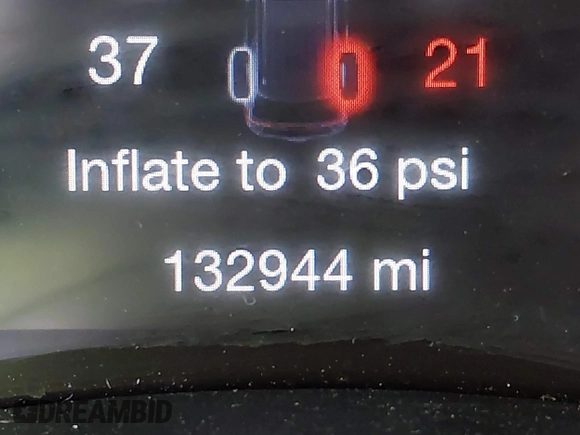 37 21
Inflate to 36 psi
132944 mi
DREAMBID